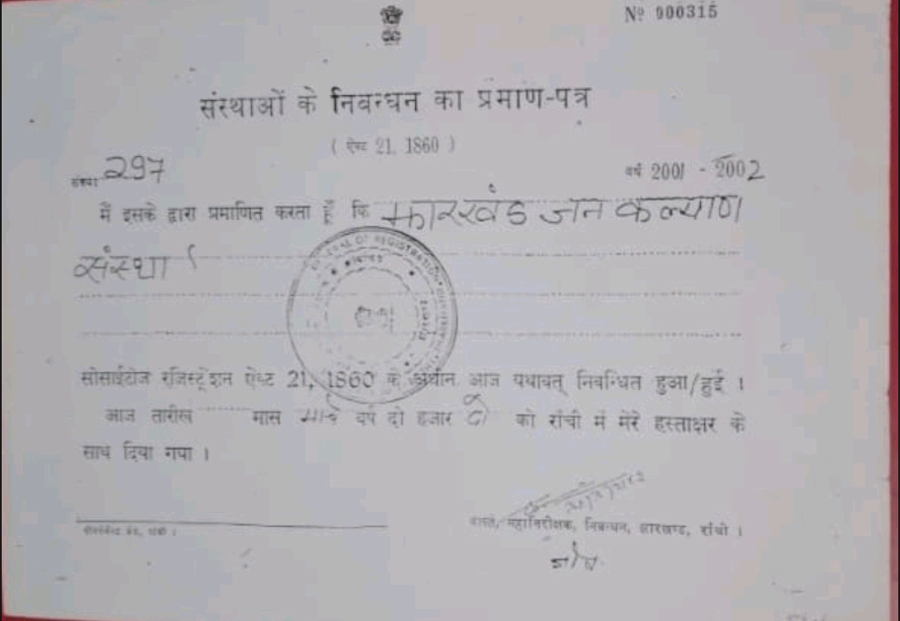 Nº 000315
संस्थाओं के निबन्धन का प्रमाण-पत्र
( ऐक्ट 21, 1860 )
संख्या 297 वर्ष 2001 - 2002
मैं इसके द्वारा प्रमाणित करता हूँ कि झारखंड जन कल्याण
संस्था
सोसाईटीज रजिस्ट्रेशन ऐक्ट 21, 1860 के अधीन आज यथावत् निबन्धित हुआ/हुई ।
आज तारीख मास मार्च वर्ष दो हजार दो को राँची में मेरे हस्ताक्षर के
साथ दिया गया ।
वास्ते, महानिरीक्षक, निबन्धन, झारखण्ड, राँची ।